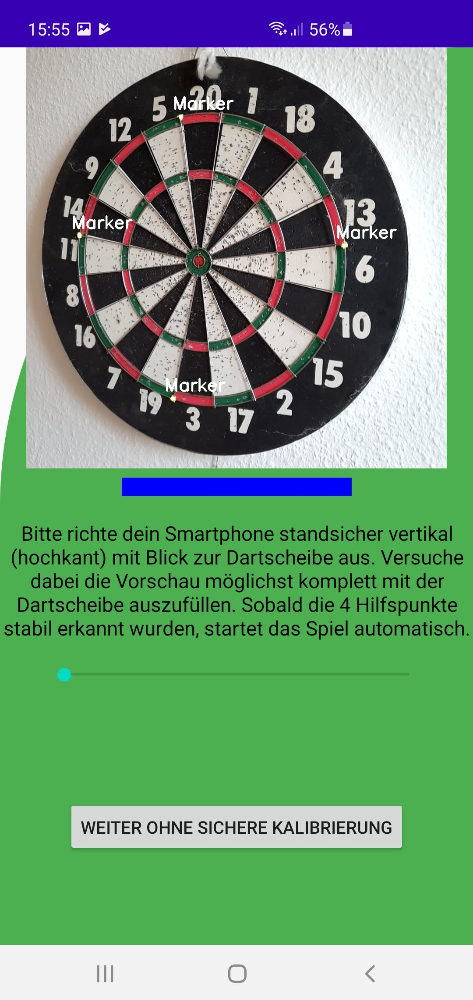 15:55
56%
20
5
1
12
18
9
4
14
13
11
6
8
10
16
15
7
2
19
3
17
Marker
Marker
Marker
Marker
Bitte richte dein Smartphone standsicher vertikal
(hochkant) mit Blick zur Dartscheibe aus. Versuche
dabei die Vorschau möglichst komplett mit der
Dartscheibe auszufüllen. Sobald die 4 Hilfspunkte
stabil erkannt wurden, startet das Spiel automatisch.
WEITER OHNE SICHERE KALIBRIERUNG